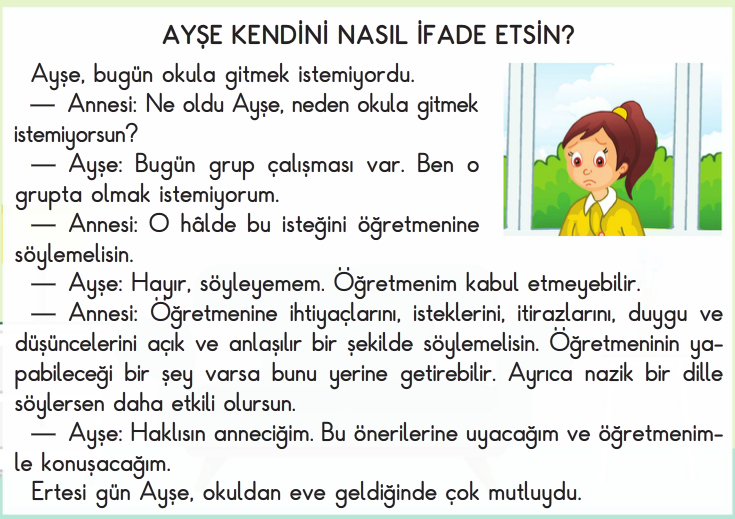 AYŞE KENDİNİ NASIL İFADE ETSİN?
Ayşe, bugün okula gitmek istemiyordu.
— Annesi: Ne oldu Ayşe, neden okula gitmek
istemiyorsun?
— Ayşe: Bugün grup çalışması var. Ben o
grupta olmak istemiyorum.
— Annesi: O hâlde bu isteğini öğretmenine
söylemelisin.
— Ayşe: Hayır, söyleyemem. Öğretmenim kabul etmeyebilir.
— Annesi: Öğretmenine ihtiyaçlarını, isteklerini, itirazlarını, duygu ve
düşüncelerini açık ve anlaşılır bir şekilde söylemelisin. Öğretmeninin ya-
pabileceği bir şey varsa bunu yerine getirebilir. Ayrıca nazik bir dille
söylersen daha etkili olursun.
— Ayşe: Haklısın anneciğim. Bu önerilerine uyacağım ve öğretmenim-
le konuşacağım.
Ertesi gün Ayşe, okuldan eve geldiğinde çok mutluydu.